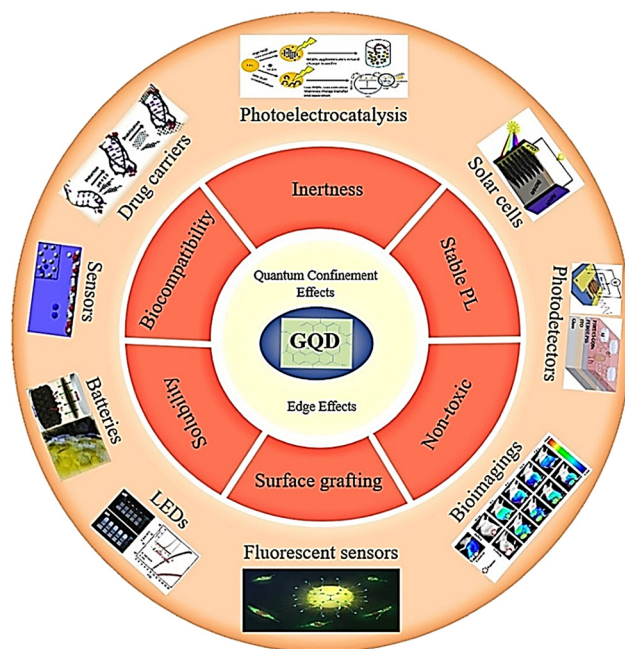 Photoelectrocatalysis
Solar cells
Photodetectors
Bioimagings
Fluorescent sensors
LEDs
Batteries
Sensors
Drug carriers
Inertness
Stable PL
Non-toxic
Surface grafting
Solubility
Biocompatibility
Quantum Confinement
Effects
GQD
Edge Effects